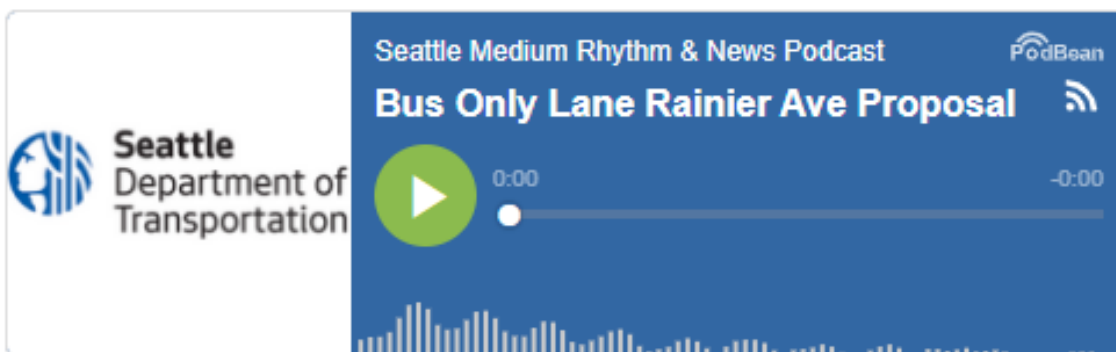 Seattle
Department of
Transportation
Seattle Medium Rhythm & News Podcast
PodBean
Bus Only Lane Rainier Ave Proposal
0:00
-0:00